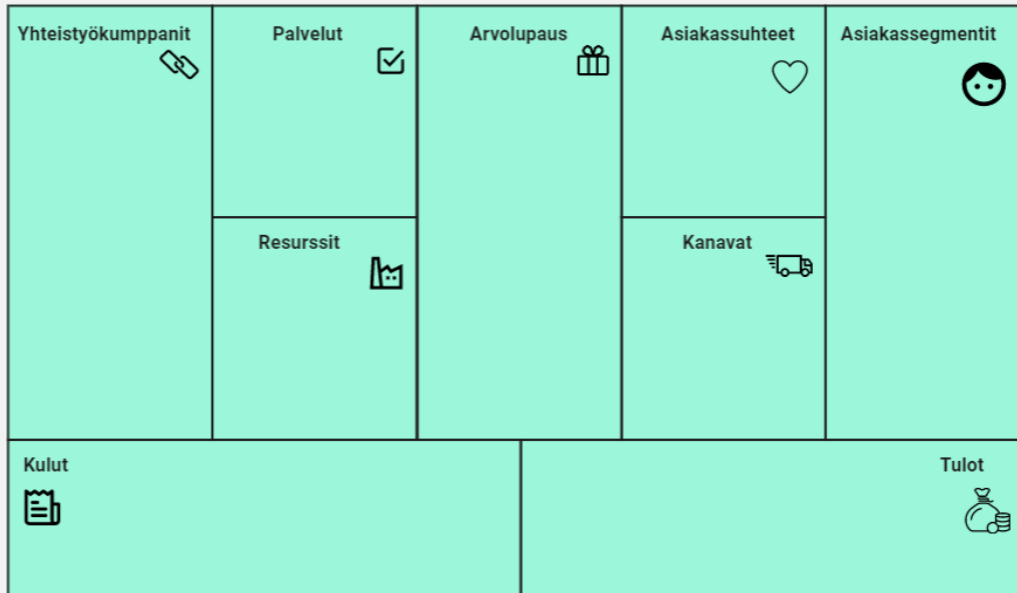 Yhteistyökumppanit
Palvelut
Arvolupaus
Asiakassuhteet
Asiakassegmentit
Resurssit
Kanavat
Kulut
Tulot